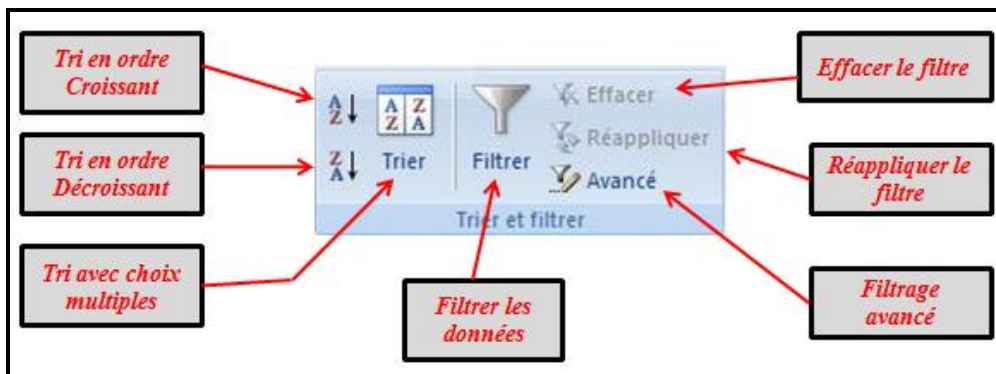 Tri en ordre
Croissant
Effacer le filtre
A
Z
A Z
Z A
Effacer
Tri en ordre
Décroissant
Z
A
Trier
Filtrer
Réappliquer
Avancé
Réappliquer le
filtre
Trier et filtrer
Tri avec choix
multiples
Filtrer les
données
Filtrage
avancé